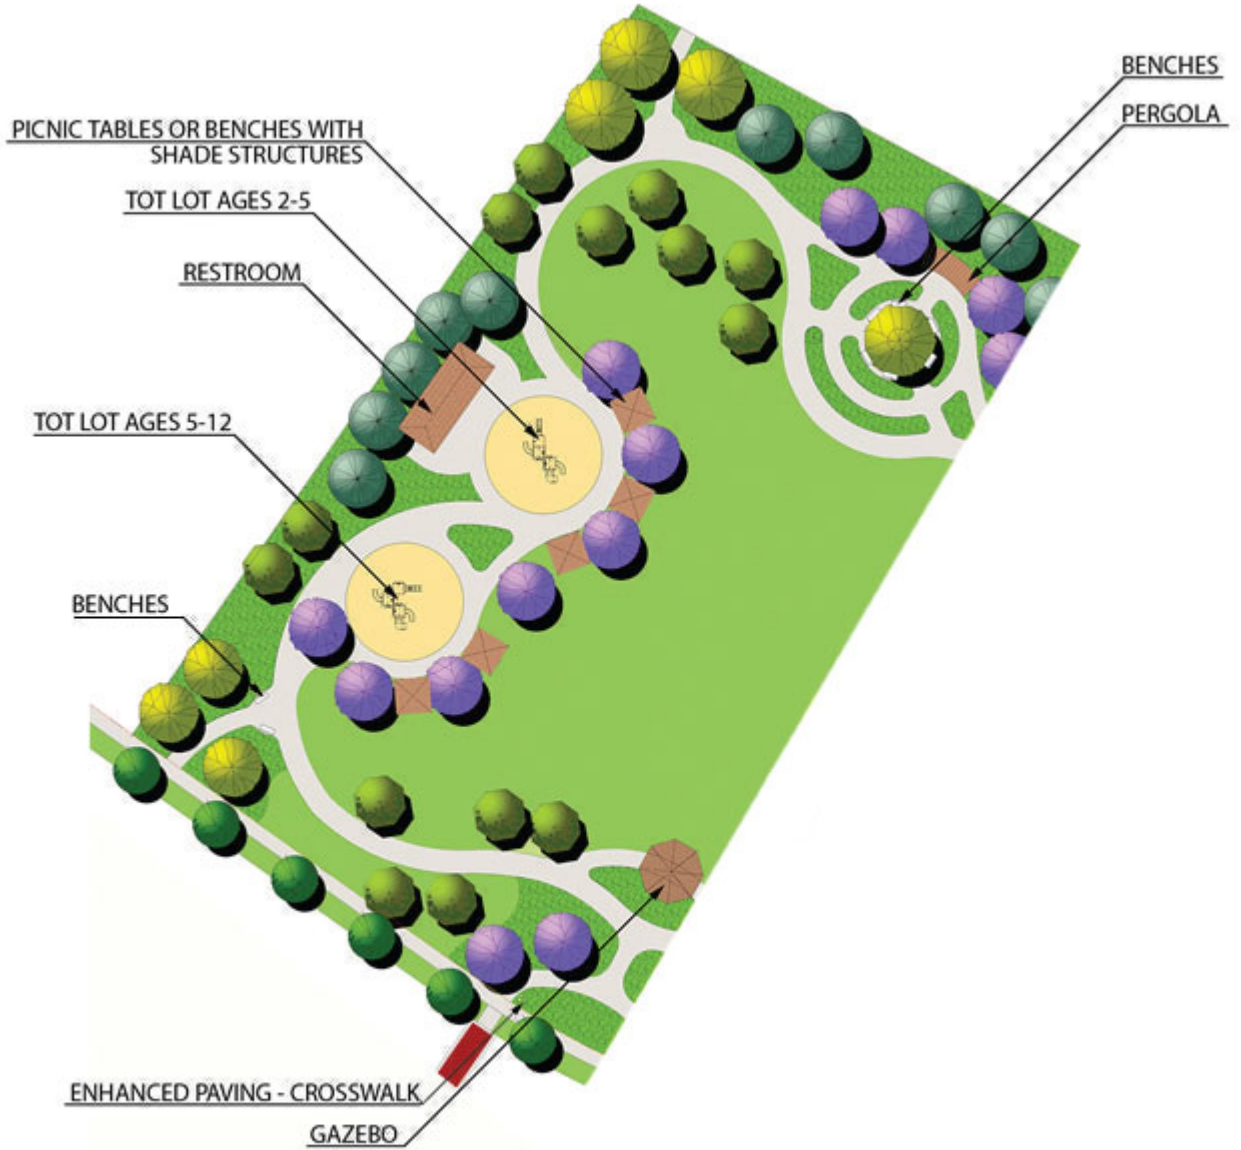 BENCHES
PERGOLA
PICNIC TABLES OR BENCHES WITH
SHADE STRUCTURES
TOT LOT AGES 2-5
RESTROOM
TOT LOT AGES 5-12
BENCHES
ENHANCED PAVING - CROSSWALK
GAZEBO